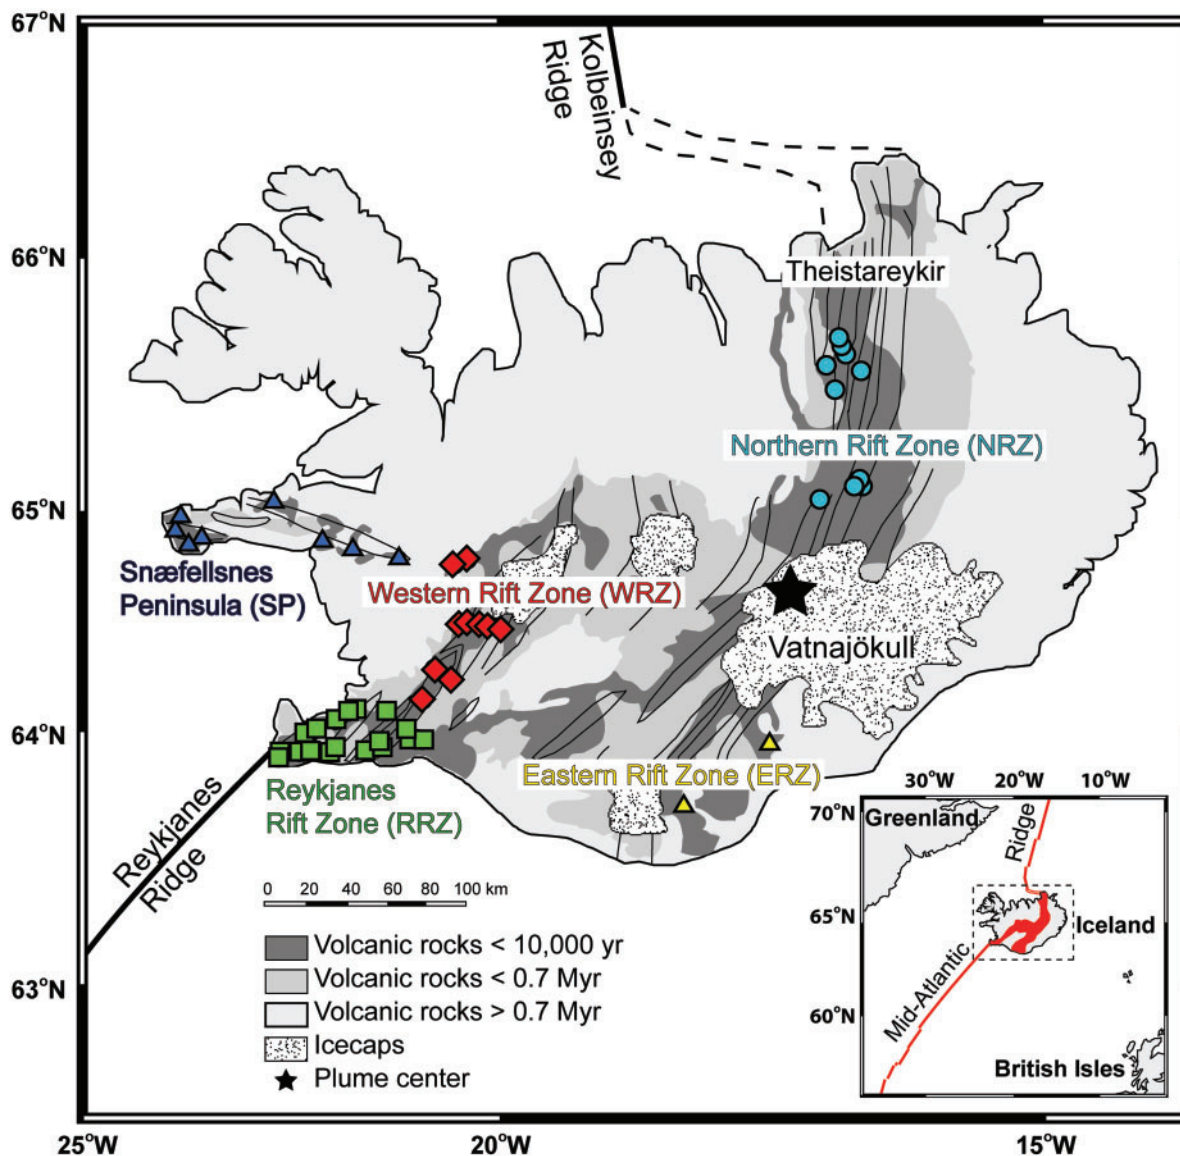 67°N
66°N
65°N
64°N
63°N
25°W
20°W
15°W
Kolbeinsey
Ridge
Theistareykir
Northern Rift Zone (NRZ)
Snæfellsnes
Peninsula (SP)
Western Rift Zone (WRZ)
Vatnajökull
Eastern Rift Zone (ERZ)
Reykjanes
Rift Zone (RRZ)
Reykjanes
Ridge
0 20 40 60 80 100 km
Volcanic rocks < 10,000 yr
Volcanic rocks < 0.7 Myr
Volcanic rocks > 0.7 Myr
Icecaps
Plume center
30°W 20°W 10°W
70°N
65°N
60°N
Greenland
Ridge
Iceland
Mid-Atlantic
British Isles